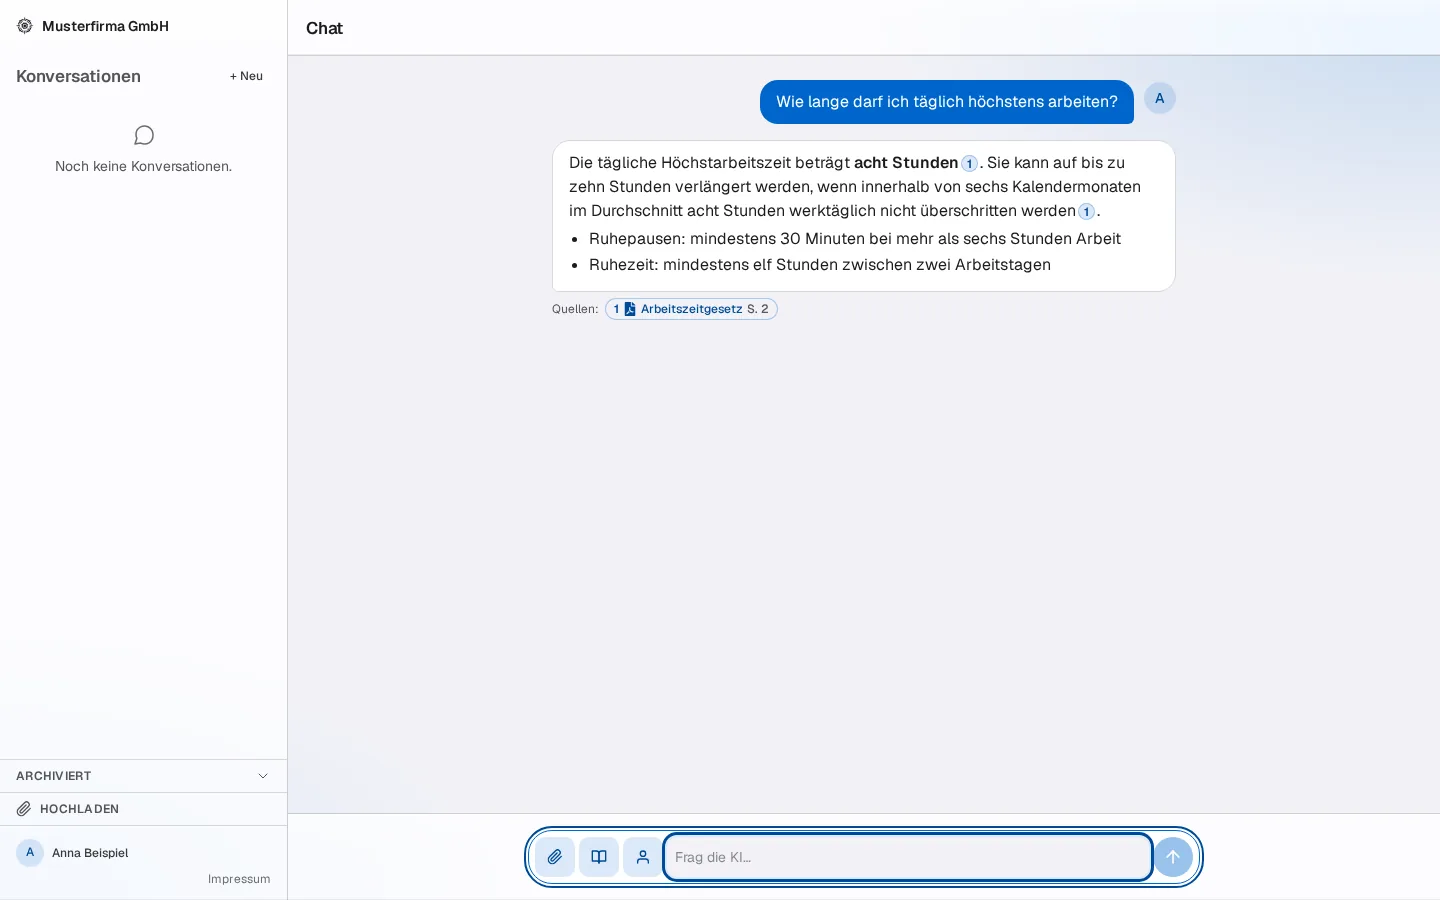 Musterfirma GmbH
Konversationen
+ Neu
Noch keine Konversationen.
ARCHIVIERT
HOCHLADEN
A
Anna Beispiel
Impressum
Chat
Wie lange darf ich täglich höchstens arbeiten?
A
Die tägliche Höchstarbeitszeit beträgt acht Stunden 1. Sie kann auf bis zu
zehn Stunden verlängert werden, wenn innerhalb von sechs Kalendermonaten
im Durchschnitt acht Stunden werktäglich nicht überschritten werden 1.
• Ruhepausen: mindestens 30 Minuten bei mehr als sechs Stunden Arbeit
• Ruhezeit: mindestens elf Stunden zwischen zwei Arbeitstagen
Quellen: 1 Arbeitszeitgesetz S. 2
Frag die KI...